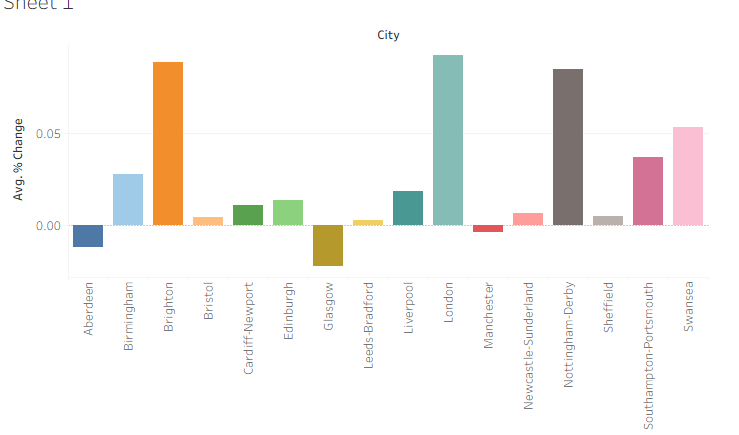 Sheet 1
City
Avg. % Change
0.05
0.00
Aberdeen
Birmingham
Brighton
Bristol
Cardiff-Newport
Edinburgh
Glasgow
Leeds-Bradford
Liverpool
London
Manchester
Newcastle-Sunderland
Nottingham-Derby
Sheffield
Southampton-Portsmouth
Swansea